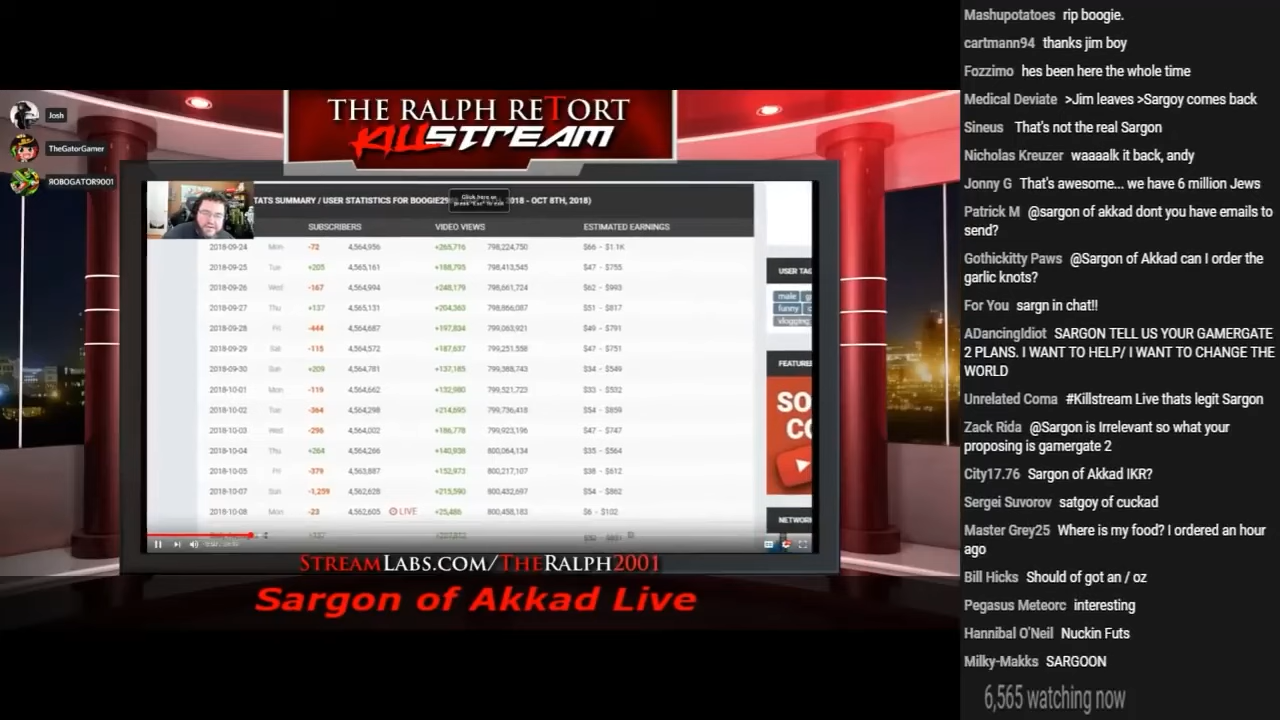 THE RALPH RETORT
KILLSTREAM
Josh
TheGatorGamer
ROBOGATOR9001
TATS SUMMARY / USER STATISTICS FOR BOOGIE29
2018 - OCT 8TH, 2018)
Click here or
press "Esc" to exit
SUBSCRIBERS VIDEO VIEWS ESTIMATED EARNINGS
2018-09-24 Mon -72 4,564,956 +265,716 798,224,750 $66 - $1.1K
2018-09-25 Tue +205 4,565,161 +188,795 798,413,545 $47 - $755
2018-09-26 Wed -167 4,564,994 +248,179 798,661,724 $62 - $993
2018-09-27 Thu +137 4,565,131 +204,363 798,866,087 $51 - $817
2018-09-28 Fri -444 4,564,687 +197,834 799,063,921 $49 - $791
2018-09-29 Sat -115 4,564,572 +187,637 799,251,558 $47 - $751
2018-09-30 Sun +209 4,564,781 +137,185 799,388,743 $34 - $549
2018-10-01 Mon -119 4,564,662 +132,980 799,521,723 $33 - $532
2018-10-02 Tue -364 4,564,298 +214,695 799,736,418 $54 - $859
2018-10-03 Wed -296 4,564,002 +186,778 799,923,196 $47 - $747
2018-10-04 Thu +264 4,564,266 +140,938 800,064,134 $35 - $564
2018-10-05 Fri -379 4,563,887 +152,973 800,217,107 $38 - $612
2018-10-07 Sun -1,259 4,562,628 +215,590 800,432,697 $54 - $862
2018-10-08 Mon -23 4,562,605 LIVE +25,486 800,458,183 $6 - $102
USER TAG
male
funny
vlogging
FEATURE
SO
CO
NETWOR
STREAMLABS.COM/THERALPH2001
Sargon of Akkad Live
Mashupotatoes rip boogie.
cartmann94 thanks jim boy
Fozzimo hes been here the whole time
Medical Deviate >Jim leaves >Sargoy comes back
Sineus That's not the real Sargon
Nicholas Kreuzer waaaalk it back, andy
Jonny G That's awesome... we have 6 million Jews
Patrick M @sargon of akkad dont you have emails to
send?
Gothickitty Paws @Sargon of Akkad can I order the
garlic knots?
For You sargn in chat!!
ADancingIdiot SARGON TELL US YOUR GAMERGATE
2 PLANS. I WANT TO HELP/ I WANT TO CHANGE THE
WORLD
Unrelated Coma #Killstream Live thats legit Sargon
Zack Rida @Sargon is Irrelevant so what your
proposing is gamergate 2
City17.76 Sargon of Akkad IKR?
Sergei Suvorov satgoy of cuckad
Master Grey25 Where is my food? I ordered an hour
ago
Bill Hicks Should of got an / oz
Pegasus Meteorc interesting
Hannibal O'Neil Nuckin Futs
Milky-Makks SARGOON
6,565 watching now